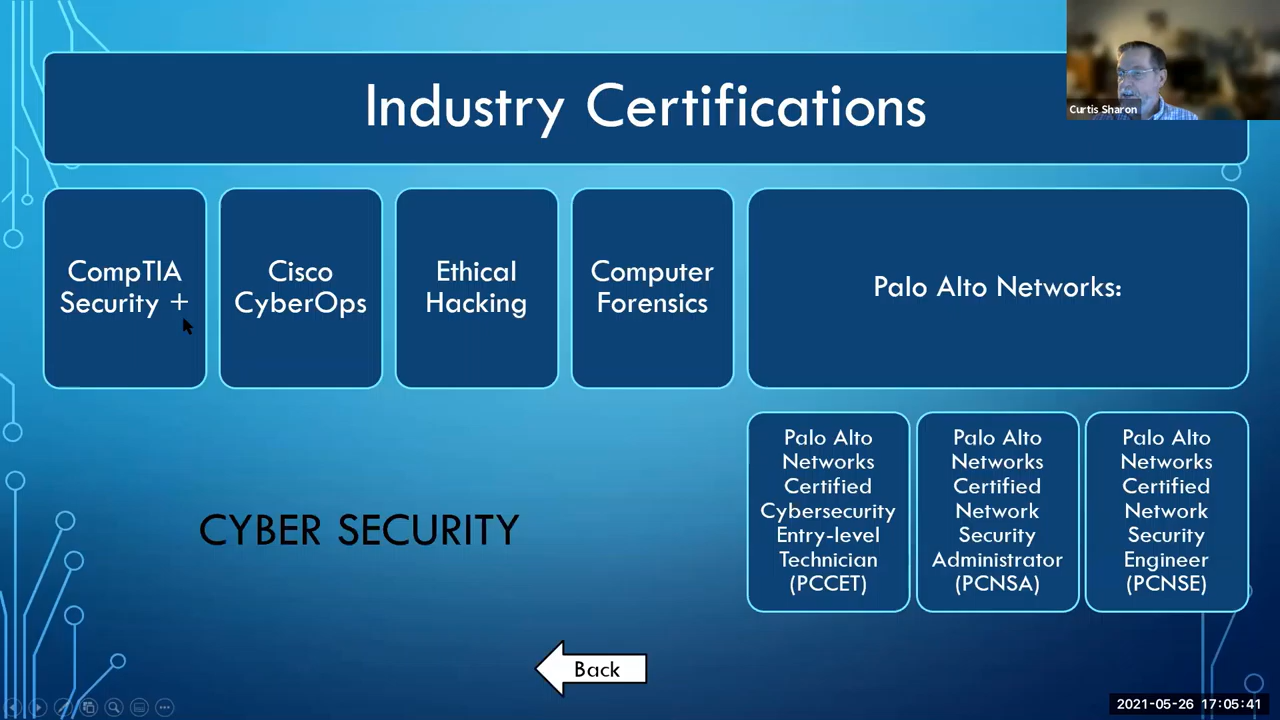 Industry Certifications
Curtis Sharon
CompTIA
Security +
Cisco
CyberOps
Ethical
Hacking
Computer
Forensics
Palo Alto Networks:
Palo Alto
Networks
Certified
Cybersecurity
Entry-level
Technician
(PCCET)
Palo Alto
Networks
Certified
Network
Security
Administrator
(PCNSA)
Palo Alto
Networks
Certified
Network
Security
Engineer
(PCNSE)
CYBER SECURITY
Back
2021-05-26 17:05:41